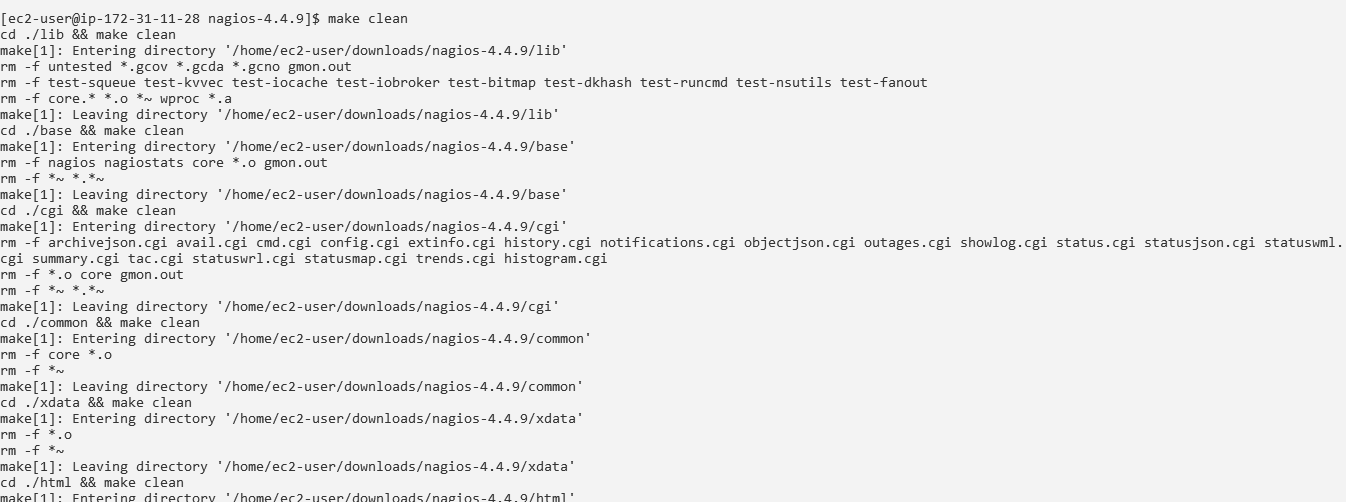 [ec2-user@ip-172-31-11-28 nagios-4.4.9]$ make clean
cd ./lib && make clean
make[1]: Entering directory '/home/ec2-user/downloads/nagios-4.4.9/lib'
rm -f untested *.gcov *.gcda *.gcno gmon.out
rm -f test-squeue test-kvvec test-iocache test-iobroker test-bitmap test-dkhash test-runcmd test-nsutils test-fanout
rm -f core.* *.o *~ wproc *.a
make[1]: Leaving directory '/home/ec2-user/downloads/nagios-4.4.9/lib'
cd ./base && make clean
make[1]: Entering directory '/home/ec2-user/downloads/nagios-4.4.9/base'
rm -f nagios nagiostats core *.o gmon.out
rm -f *~ *.*~
make[1]: Leaving directory '/home/ec2-user/downloads/nagios-4.4.9/base'
cd ./cgi && make clean
make[1]: Entering directory '/home/ec2-user/downloads/nagios-4.4.9/cgi'
rm -f archivejson.cgi avail.cgi cmd.cgi config.cgi extinfo.cgi history.cgi notifications.cgi objectjson.cgi outages.cgi showlog.cgi status.cgi statusjson.cgi statuswml.
cgi summary.cgi tac.cgi statuswrl.cgi statusmap.cgi trends.cgi histogram.cgi
rm -f *.o core gmon.out
rm -f *~ *.*~
make[1]: Leaving directory '/home/ec2-user/downloads/nagios-4.4.9/cgi'
cd ./common && make clean
make[1]: Entering directory '/home/ec2-user/downloads/nagios-4.4.9/common'
rm -f core *.o
rm -f *~
make[1]: Leaving directory '/home/ec2-user/downloads/nagios-4.4.9/common'
cd ./xdata && make clean
make[1]: Entering directory '/home/ec2-user/downloads/nagios-4.4.9/xdata'
rm -f *.o
rm -f *~
make[1]: Leaving directory '/home/ec2-user/downloads/nagios-4.4.9/xdata'
cd ./html && make clean
make[1]: Entering directory '/home/ec2-user/downloads/nagios-4.4.9/html'